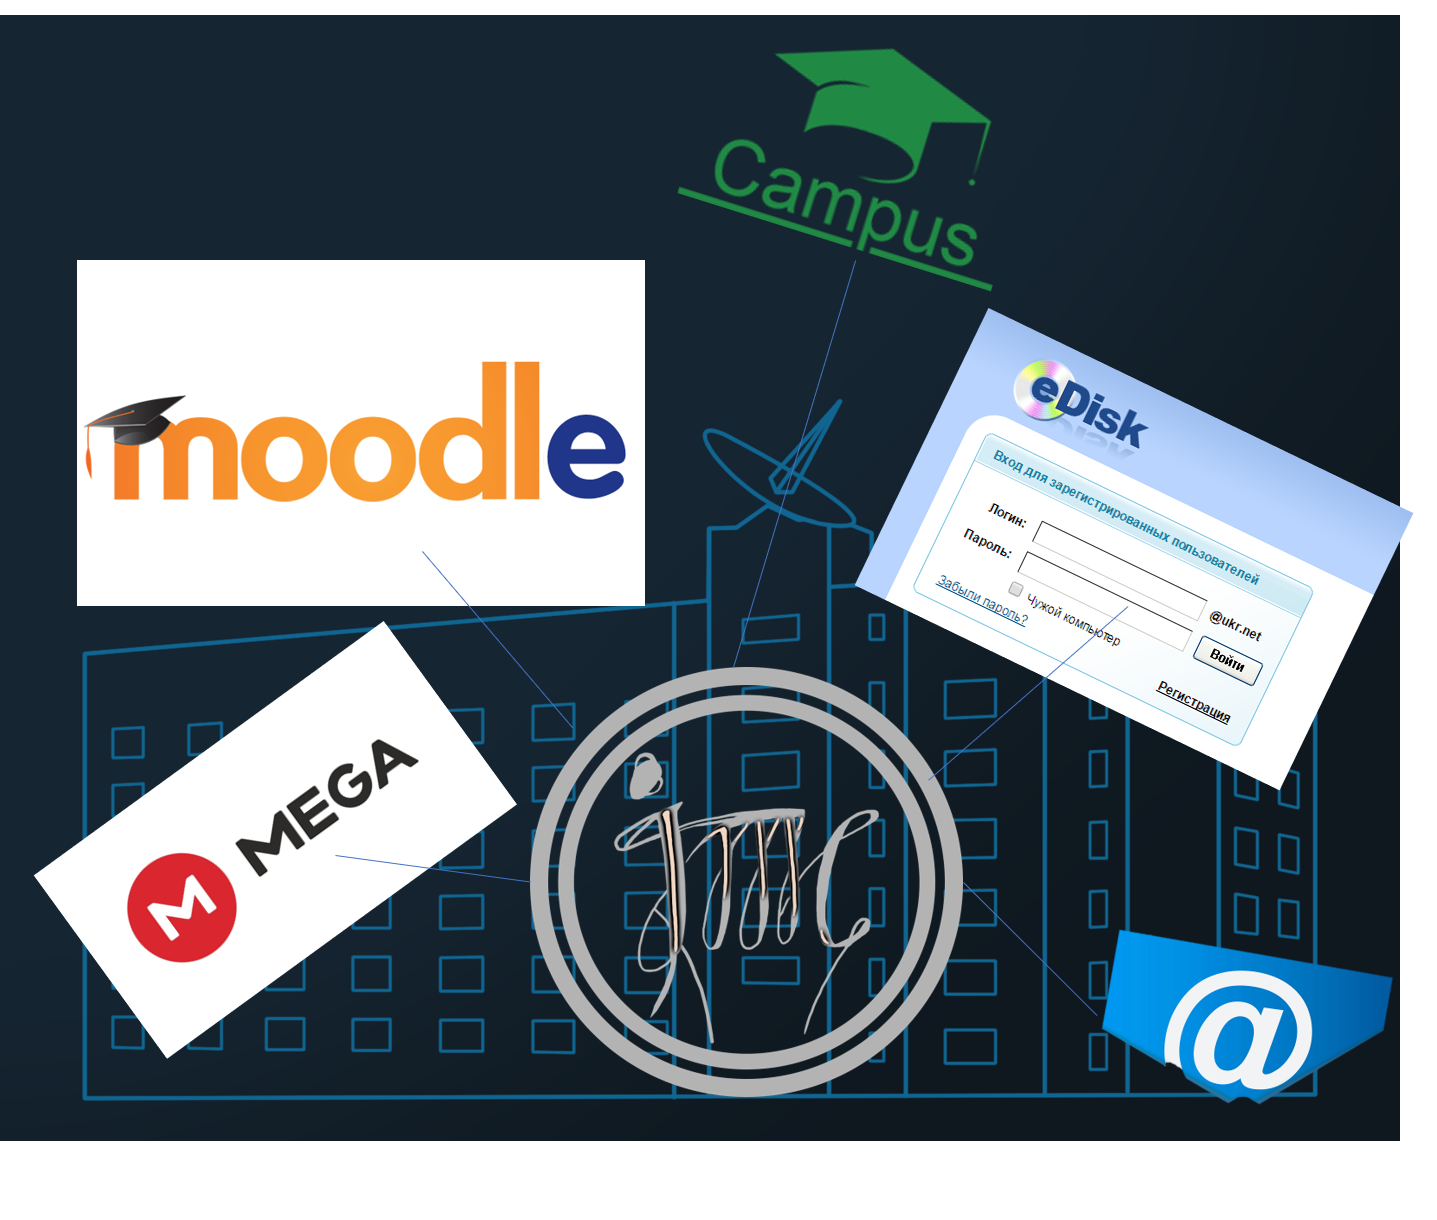 Campus
moodle
eDisk
Вход для зарегистрированных пользователей
Логин:
@ukr.net
Пароль:
Чужой компьютер
Войти
Забыли пароль?
Регистрация
M MEGA
@